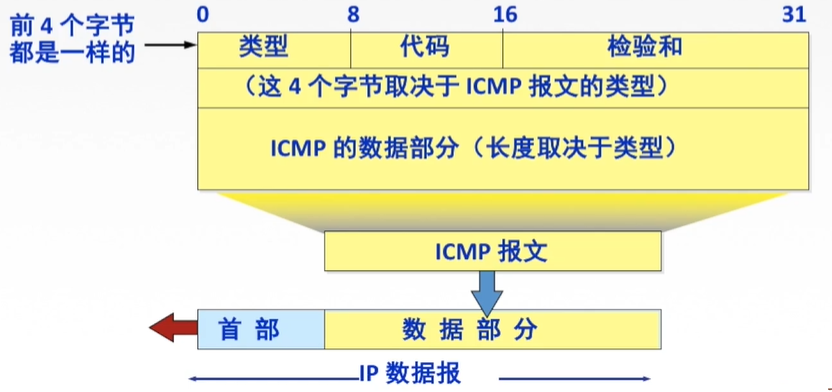 0 8 16 31
前 4 个字节
都是一样的
类型 代码 检验和
（这 4 个字节取决于 ICMP 报文的类型）
ICMP 的数据部分（长度取决于类型）
ICMP 报文
首 部 数 据 部 分
IP 数据报